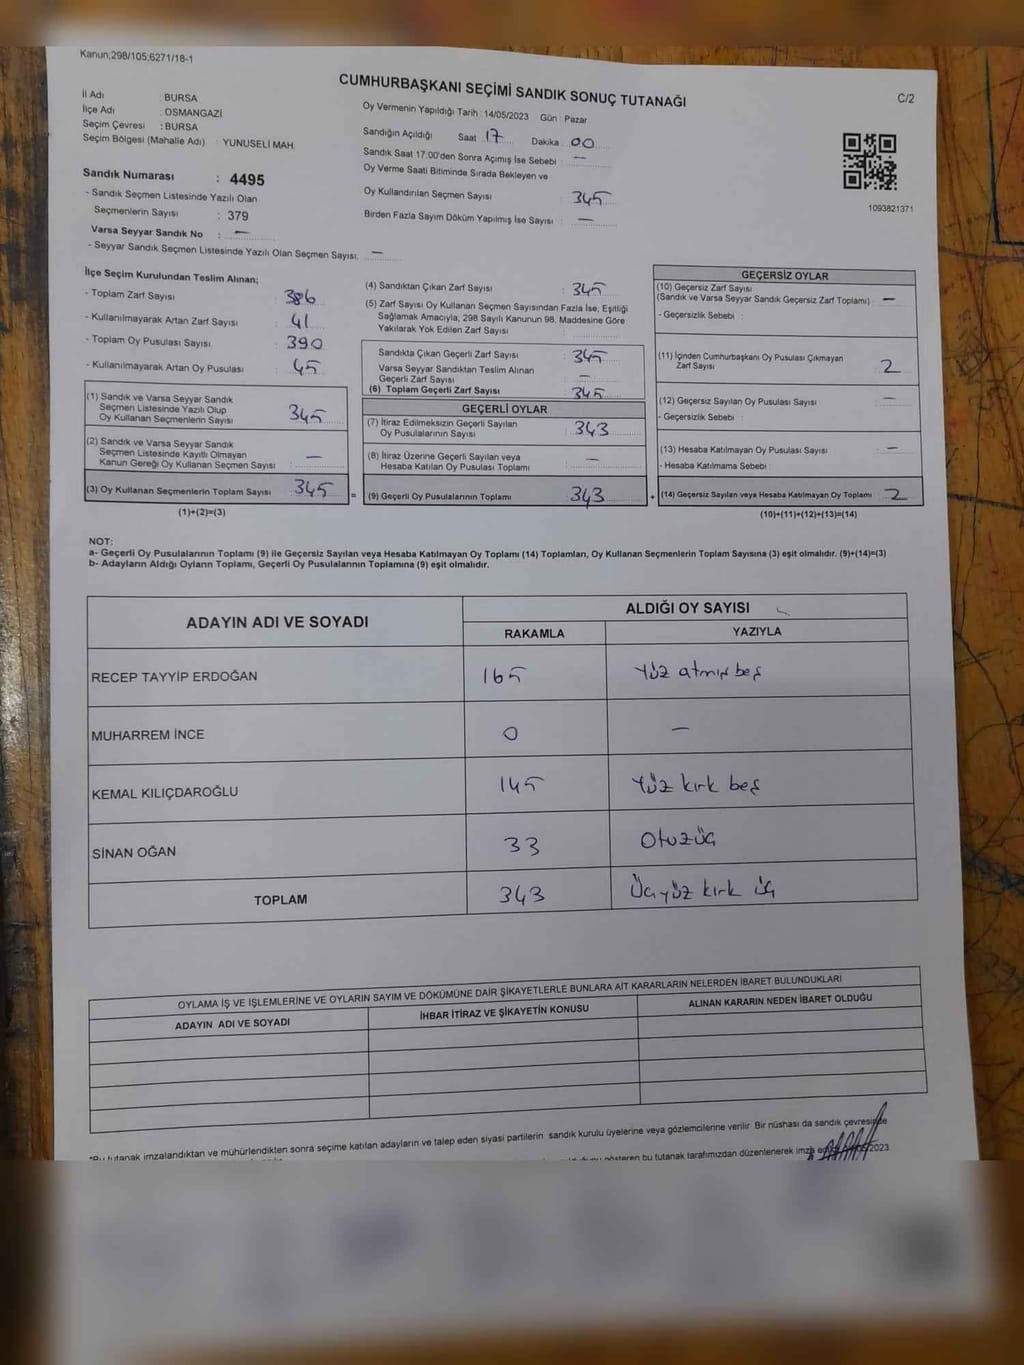 Kanun;298/105;6271/18-1
CUMHURBAŞKANI SEÇİMİ SANDIK SONUÇ TUTANAĞI
C/2
İl Adı : BURSA
İlçe Adı : OSMANGAZİ
Seçim Çevresi : BURSA
Seçim Bölgesi (Mahalle Adı) : YUNUSELİ MAH
Oy Vermenin Yapıldığı Tarih : 14/05/2023 Gün : Pazar
Sandığın Açıldığı Saat 17 Dakika 00
Sandık Saat 17:00'den Sonra Açımış İse Sebebi : —
Oy Verme Saati Bitiminde Sırada Bekleyen ve
Oy Kullandırılan Seçmen Sayısı : 345
Birden Fazla Sayım Döküm Yapılmış İse Sayısı : —
1093821371
Sandık Numarası : 4495
- Sandık Seçmen Listesinde Yazılı Olan
Seçmenlerin Sayısı : 379
Varsa Seyyar Sandık No : —
- Seyyar Sandık Seçmen Listesinde Yazılı Olan Seçmen Sayısı: —
İlçe Seçim Kurulundan Teslim Alınan;
- Toplam Zarf Sayısı : 386
- Kullanılmayarak Artan Zarf Sayısı : 41
- Toplam Oy Pusulası Sayısı : 390
- Kullanılmayarak Artan Oy Pusulası : 45
(1) Sandık ve Varsa Seyyar Sandık
Seçmen Listesinde Yazılı Olup
Oy Kullanan Seçmenlerin Sayısı : 345
(2) Sandık ve Varsa Seyyar Sandık
Seçmen Listesinde Kayıtlı Olmayan
Kanun Gereği Oy Kullanan Seçmen Sayısı : —
(3) Oy Kullanan Seçmenlerin Toplam Sayısı : 345 =
(1)+(2)=(3)
(4) Sandıktan Çıkan Zarf Sayısı : 345
(5) Zarf Sayısı Oy Kullanan Seçmen Sayısından Fazla İse, Eşitliği
Sağlamak Amacıyla, 298 Sayılı Kanunun 98. Maddesine Göre
Yakılarak Yok Edilen Zarf Sayısı :
Sandıkta Çıkan Geçerli Zarf Sayısı : 345
Varsa Seyyar Sandıktan Teslim Alınan
Geçerli Zarf Sayısı : —
(6) Toplam Geçerli Zarf Sayısı : 345
GEÇERLİ OYLAR
(7) İtiraz Edilmeksizin Geçerli Sayılan
Oy Pusulalarının Sayısı : 343
(8) İtiraz Üzerine Geçerli Sayılan veya
Hesaba Katılan Oy Pusulası Toplamı : —
(9) Geçerli Oy Pusulalarının Toplamı : 343 +
GEÇERSİZ OYLAR
(10) Geçersiz Zarf Sayısı
(Sandık ve Varsa Seyyar Sandık Geçersiz Zarf Toplamı) : —
- Geçersizlik Sebebi :
(11) İçinden Cumhurbaşkanı Oy Pusulası Çıkmayan
Zarf Sayısı : 2
(12) Geçersiz Sayılan Oy Pusulası Sayısı : —
- Geçersizlik Sebebi :
(13) Hesaba Katılmayan Oy Pusulası Sayısı : —
- Hesaba Katılmama Sebebi :
(14) Geçersiz Sayılan veya Hesaba Katılmayan Oy Toplamı : 2
(10)+(11)+(12)+(13)=(14)
NOT:
a- Geçerli Oy Pusulalarının Toplamı (9) ile Geçersiz Sayılan veya Hesaba Katılmayan Oy Toplamı (14) Toplamları, Oy Kullanan Seçmenlerin Toplam Sayısına (3) eşit olmalıdır. (9)+(14)=(3)
b- Adayların Aldığı Oyların Toplamı, Geçerli Oy Pusulalarının Toplamına (9) eşit olmalıdır.
ADAYIN ADI VE SOYADI
ALDIĞI OY SAYISI
RAKAMLA YAZIYLA
RECEP TAYYİP ERDOĞAN 165 Yüz atmış beş
MUHARREM İNCE 0 —
KEMAL KILIÇDAROĞLU 145 Yüz kırk beş
SİNAN OĞAN 33 Otuzüç
TOPLAM 343 Üçyüz kırk üç
OYLAMA İŞ VE İŞLEMLERİNE VE OYLARIN SAYIM VE DÖKÜMÜNE DAİR ŞİKAYETLERLE BUNLARA AİT KARARLARIN NELERDEN İBARET BULUNDUKLARI
ADAYIN ADI VE SOYADI İHBAR İTİRAZ VE ŞİKAYETİN KONUSU ALINAN KARARIN NEDEN İBARET OLDUĞU
*Bu tutanak imzalandıktan ve mühürlendikten sonra seçime katılan adayların ve talep eden siyasi partilerin sandık kurulu üyelerine veya gözlemcilerine verilir. Bir nüshası da sandık çevresinde
gösteren bu tutanak tarafımızdan düzenlenerek imza 2023